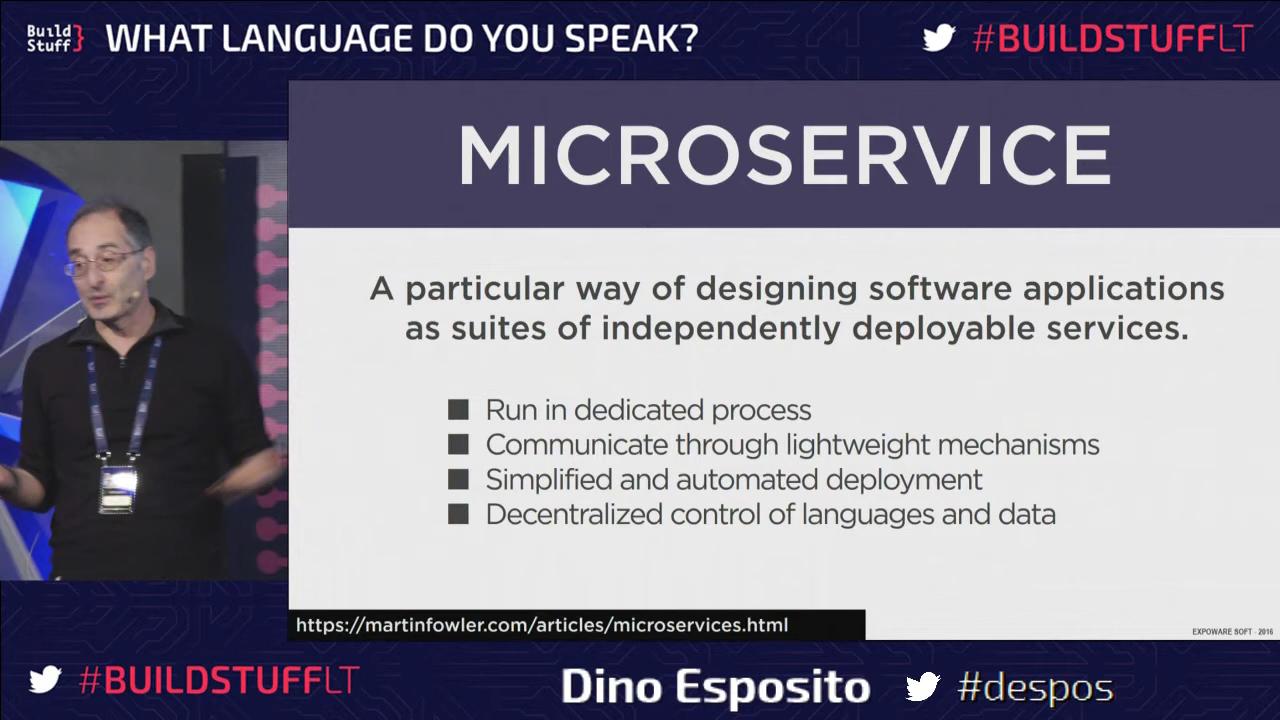 Build
Stuff}
WHAT LANGUAGE DO YOU SPEAK?
#BUILDSTUFFLT
MICROSERVICE
A particular way of designing software applications
as suites of independently deployable services.
Run in dedicated process
Communicate through lightweight mechanisms
Simplified and automated deployment
Decentralized control of languages and data
https://martinfowler.com/articles/microservices.html
EXPOWARE SOFT - 2016
#BUILDSTUFFLT
Dino Esposito
#despos